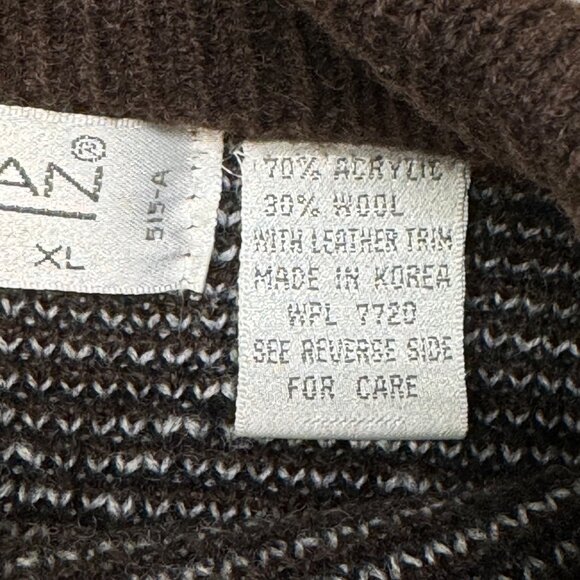 AN®
XL
515-A
70% ACRYLIC
30% WOOL
WITH LEATHER TRIM
MADE IN KOREA
WPL 7720
SEE REVERSE SIDE
FOR CARE